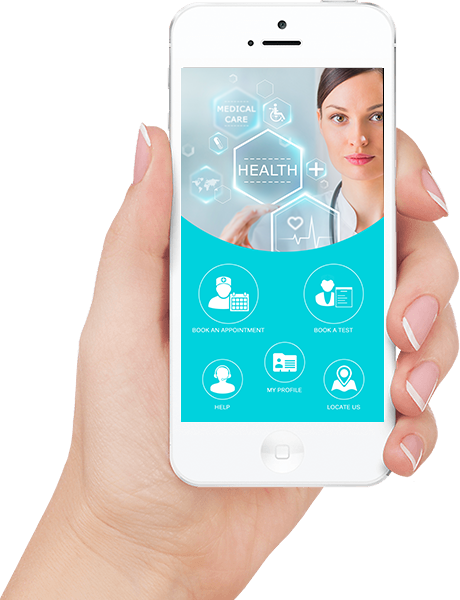 MEDICAL
CARE
HEALTH
BOOK AN APPOINTMENT
BOOK A TEST
MY PROFILE
HELP
LOCATE US